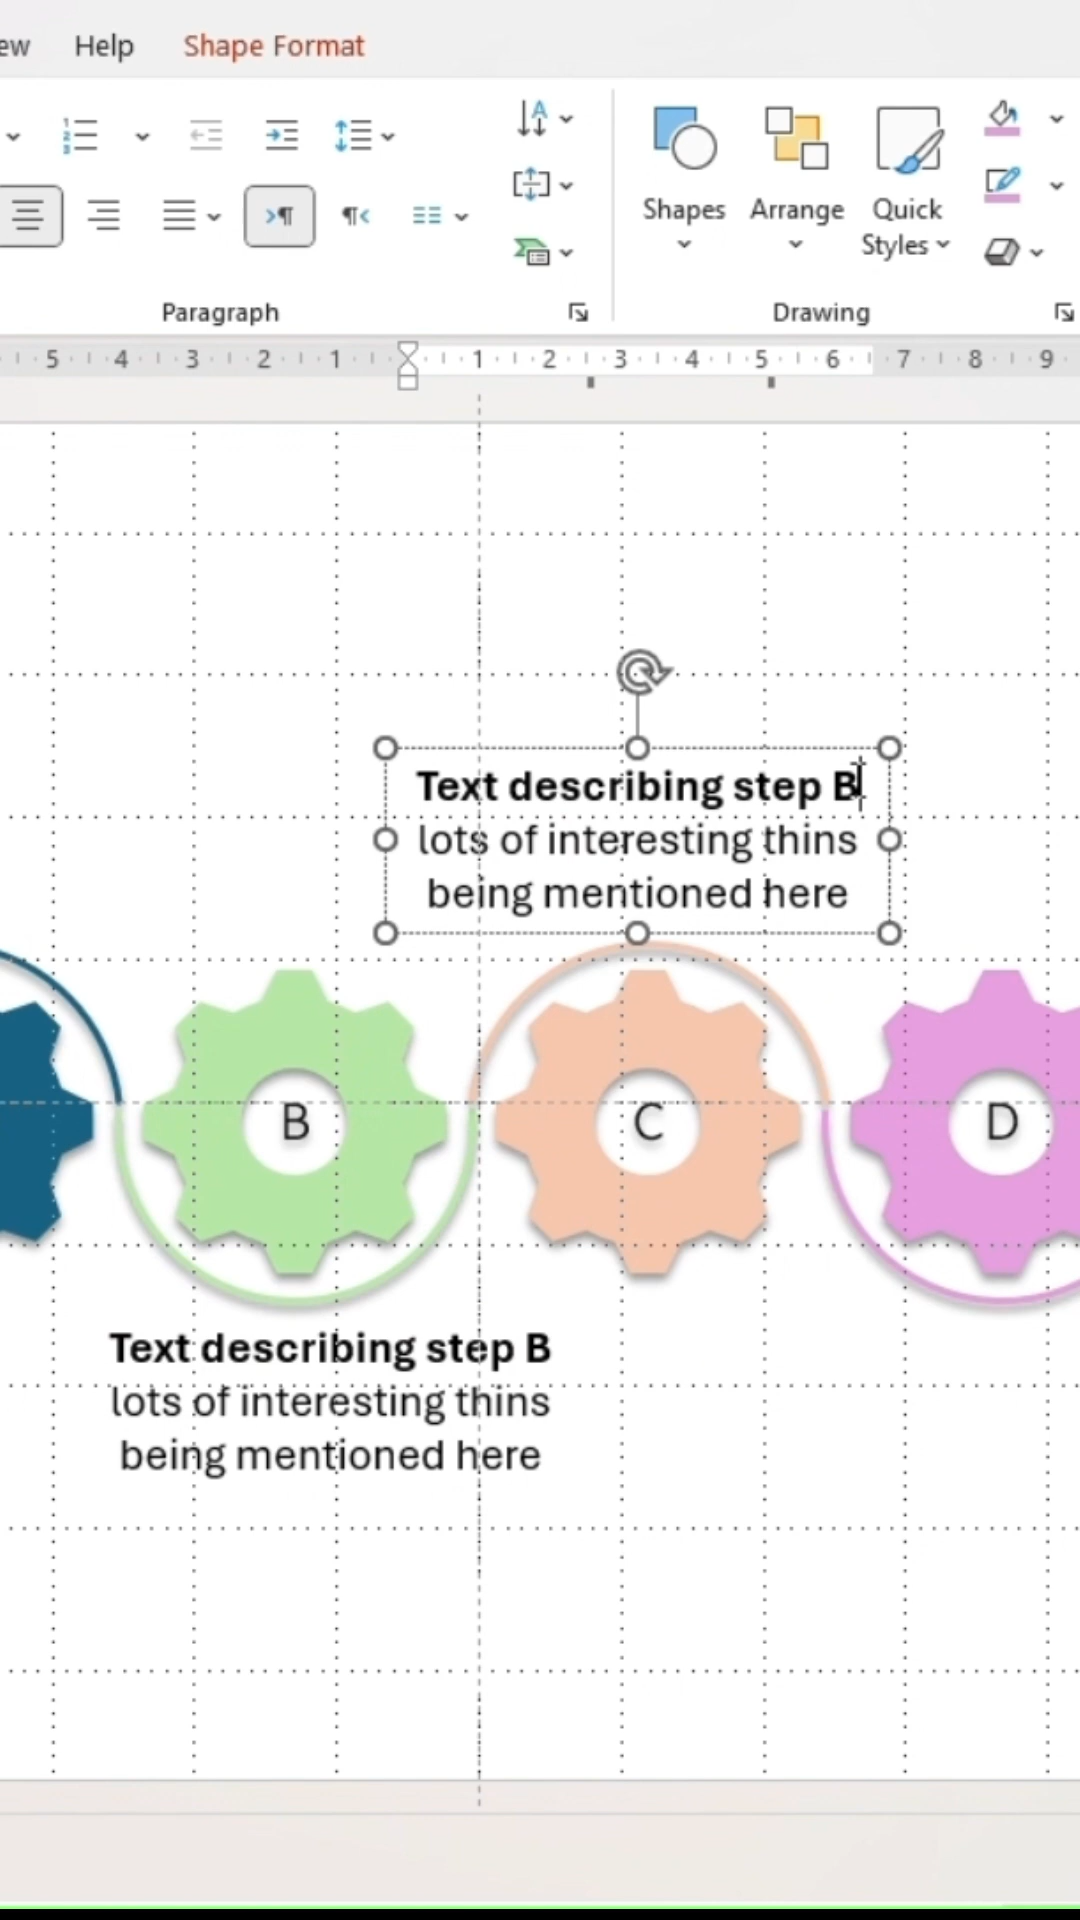 ew Help Shape Format
Shapes Arrange Quick Styles
Paragraph Drawing
5 4 3 2 1 1 2 3 4 5 6 7 8 9
Text describing step B
lots of interesting thins
being mentioned here
B C D
Text describing step B
lots of interesting thins
being mentioned here